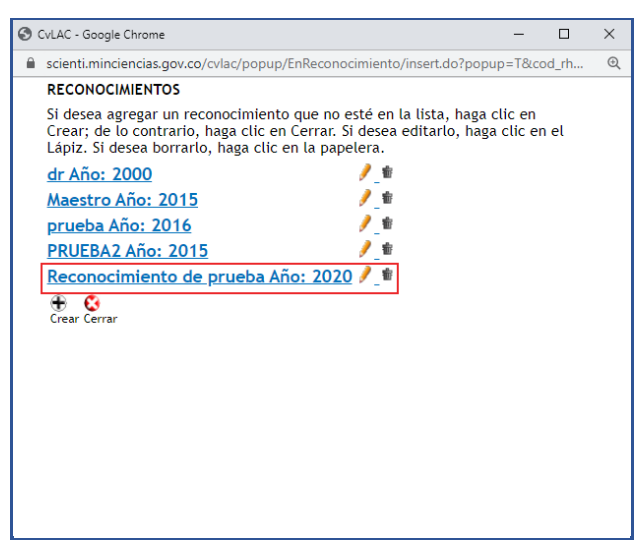 CvLAC - Google Chrome
scienti.minciencias.gov.co/cvlac/popup/EnReconocimiento/insert.do?popup=T&cod_rh...
RECONOCIMIENTOS
Si desea agregar un reconocimiento que no esté en la lista, haga clic en
Crear; de lo contrario, haga clic en Cerrar. Si desea editarlo, haga clic en el
Lápiz. Si desea borrarlo, haga clic en la papelera.
dr Año: 2000
Maestro Año: 2015
prueba Año: 2016
PRUEBA2 Año: 2015
Reconocimiento de prueba Año: 2020
Crear Cerrar